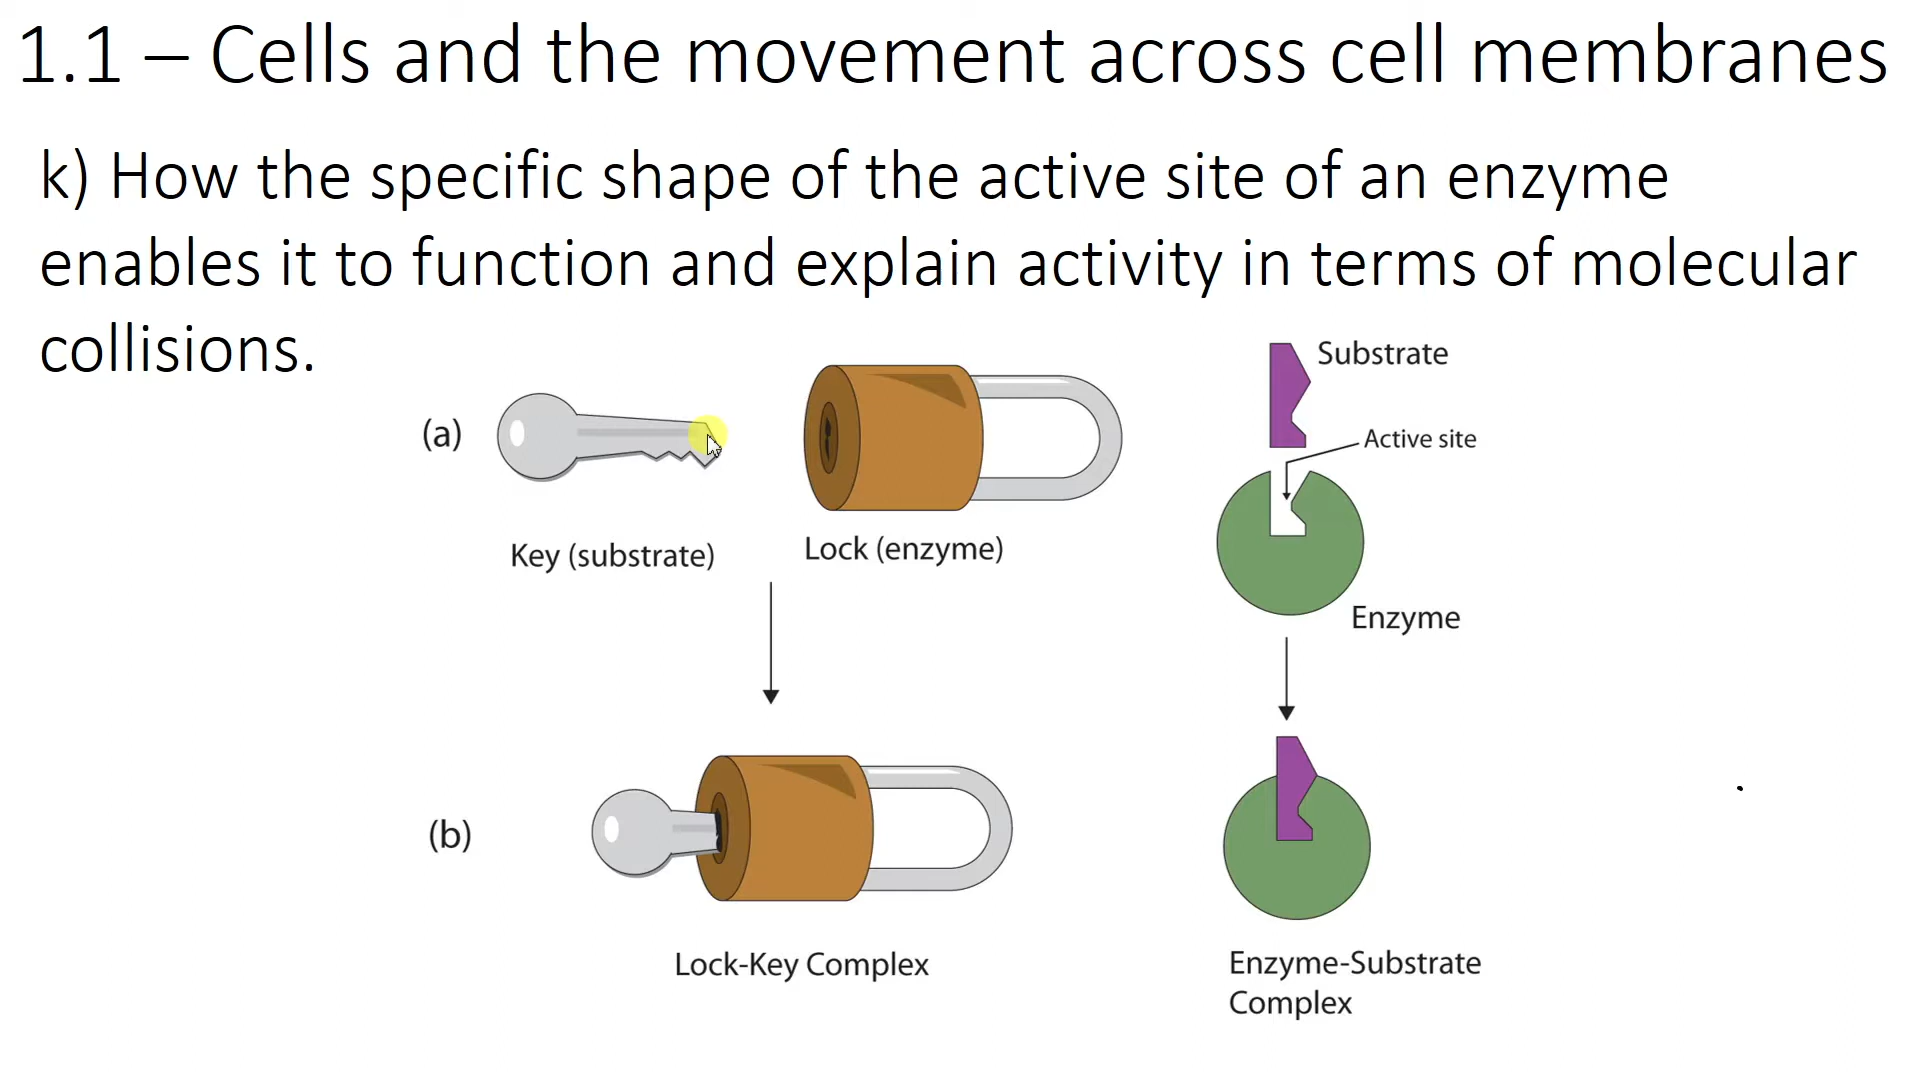 1.1 – Cells and the movement across cell membranes
k) How the specific shape of the active site of an enzyme
enables it to function and explain activity in terms of molecular
collisions.
(a)
Key (substrate)
Lock (enzyme)
Substrate
Active site
Enzyme
(b)
Lock-Key Complex
Enzyme-Substrate
Complex